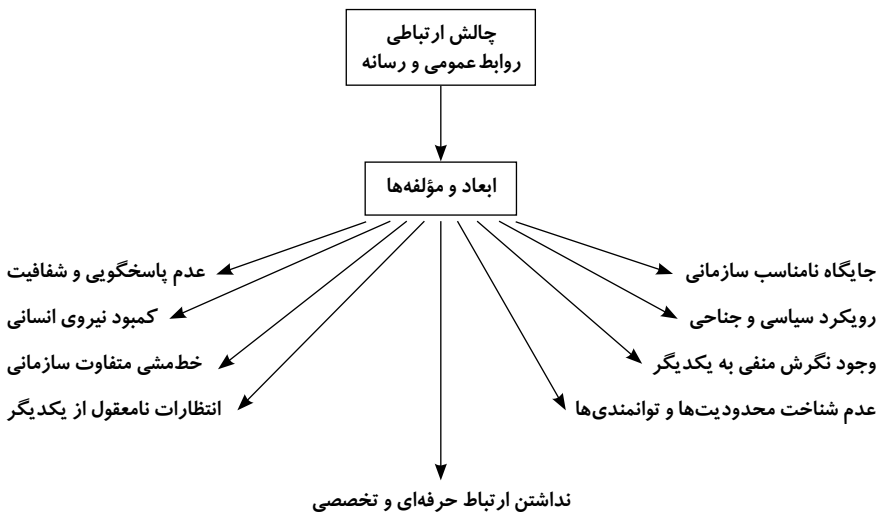 چالش ارتباطی
روابط عمومی و رسانه
ابعاد و مؤلفه‌ها
جایگاه نامناسب سازمانی
عدم پاسخگویی و شفافیت
رویکرد سیاسی و جناحی
کمبود نیروی انسانی
وجود نگرش منفی به یکدیگر
خط‌مشی متفاوت سازمانی
عدم شناخت محدودیت‌ها و توانمندی‌ها
انتظارات نامعقول از یکدیگر
نداشتن ارتباط حرفه‌ای و تخصصی